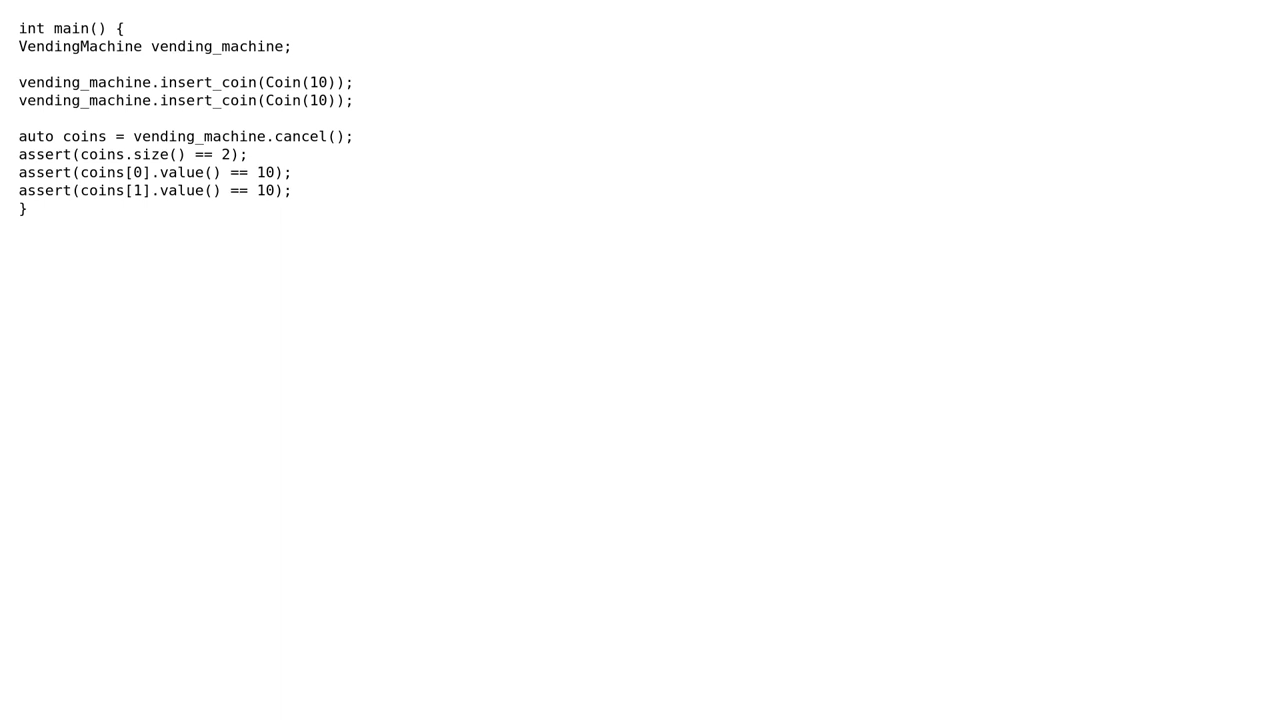 int main() {
VendingMachine vending_machine;

vending_machine.insert_coin(Coin(10));
vending_machine.insert_coin(Coin(10));

auto coins = vending_machine.cancel();
assert(coins.size() == 2);
assert(coins[0].value() == 10);
assert(coins[1].value() == 10);
}